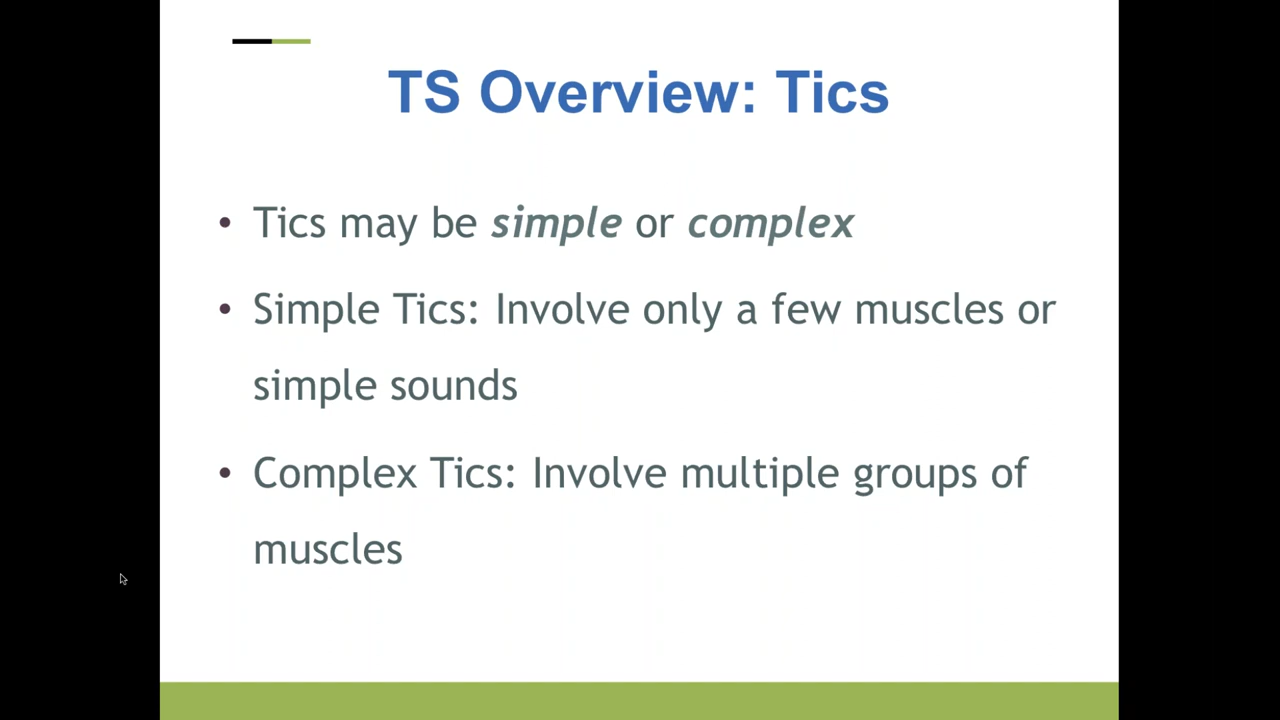 TS Overview: Tics
• Tics may be simple or complex
• Simple Tics: Involve only a few muscles or
simple sounds
• Complex Tics: Involve multiple groups of
muscles